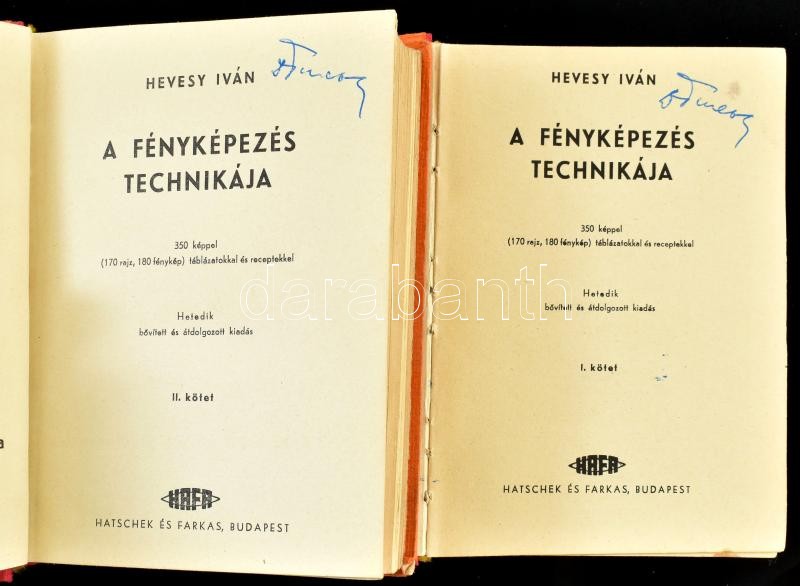 HEVESY IVÁN
A FÉNYKÉPEZÉS
TECHNIKÁJA
350 képpel
(170 rajz, 180 fénykép) táblázatokkal és receptekkel
Hetedik
bővített és átdolgozott kiadás
II. kötet
HAFA
HATSCHEK ÉS FARKAS, BUDAPEST
a
HEVESY IVÁN
A FÉNYKÉPEZÉS
TECHNIKÁJA
350 képpel
(170 rajz, 180 fénykép) táblázatokkal és receptekkel
Hetedik
bővített és átdolgozott kiadás
I. kötet
HAFA
HATSCHEK ÉS FARKAS, BUDAPEST
darabanth